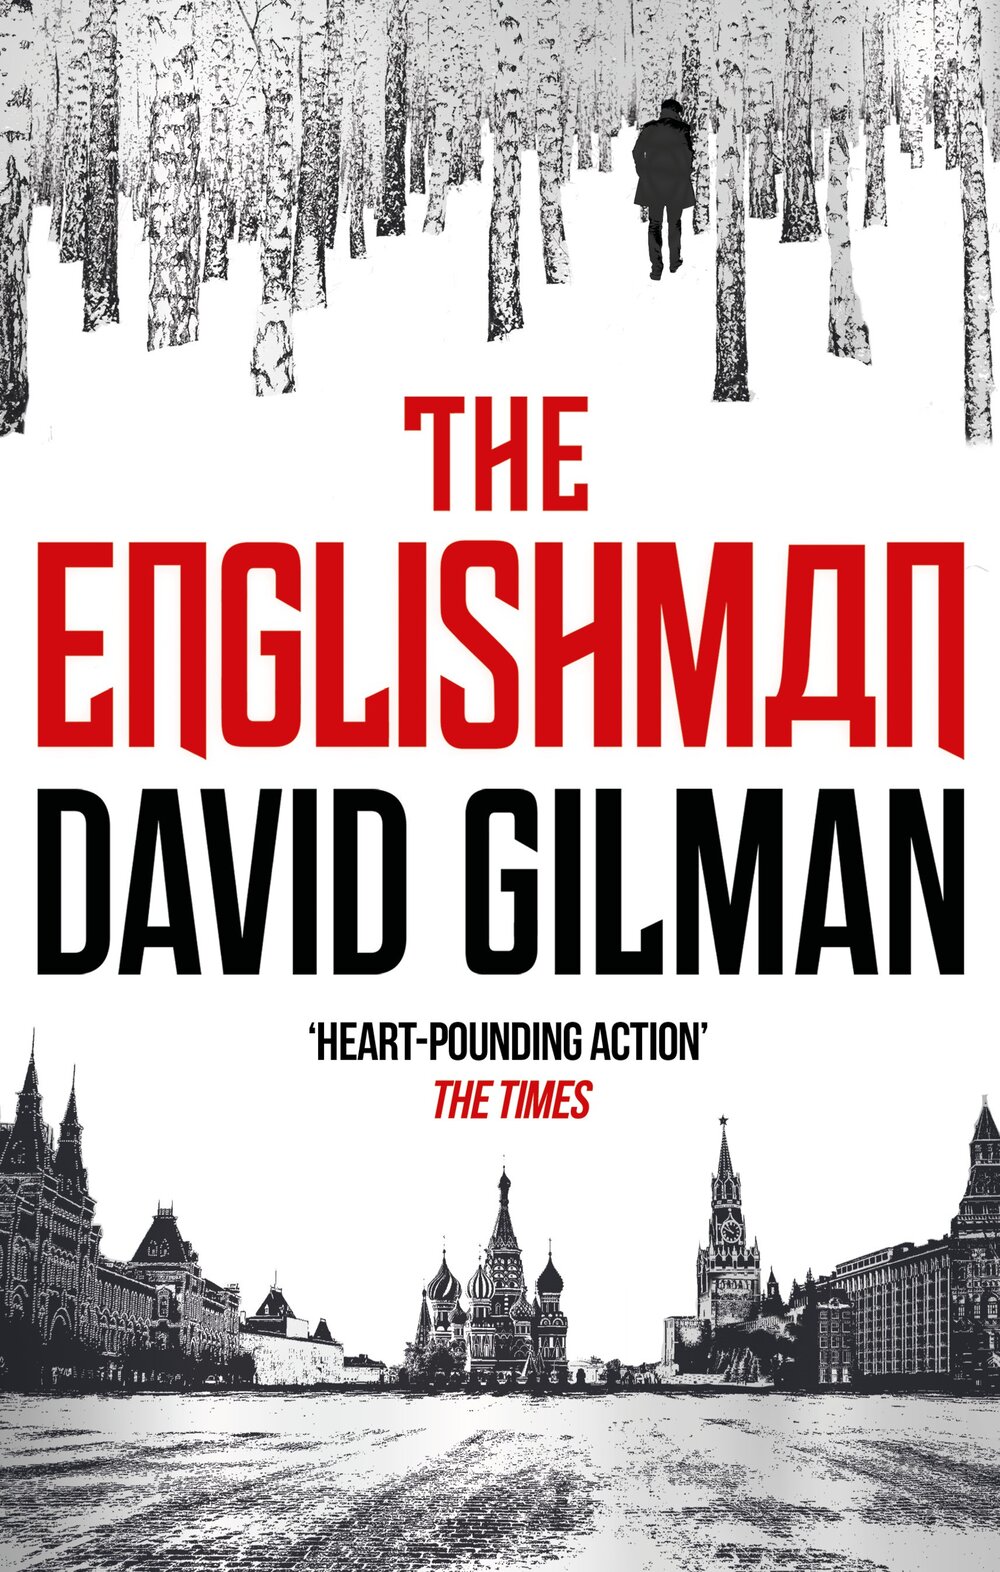 THE
ENGLISHMAN
DAVID GILMAN
‘HEART-POUNDING ACTION’
THE TIMES